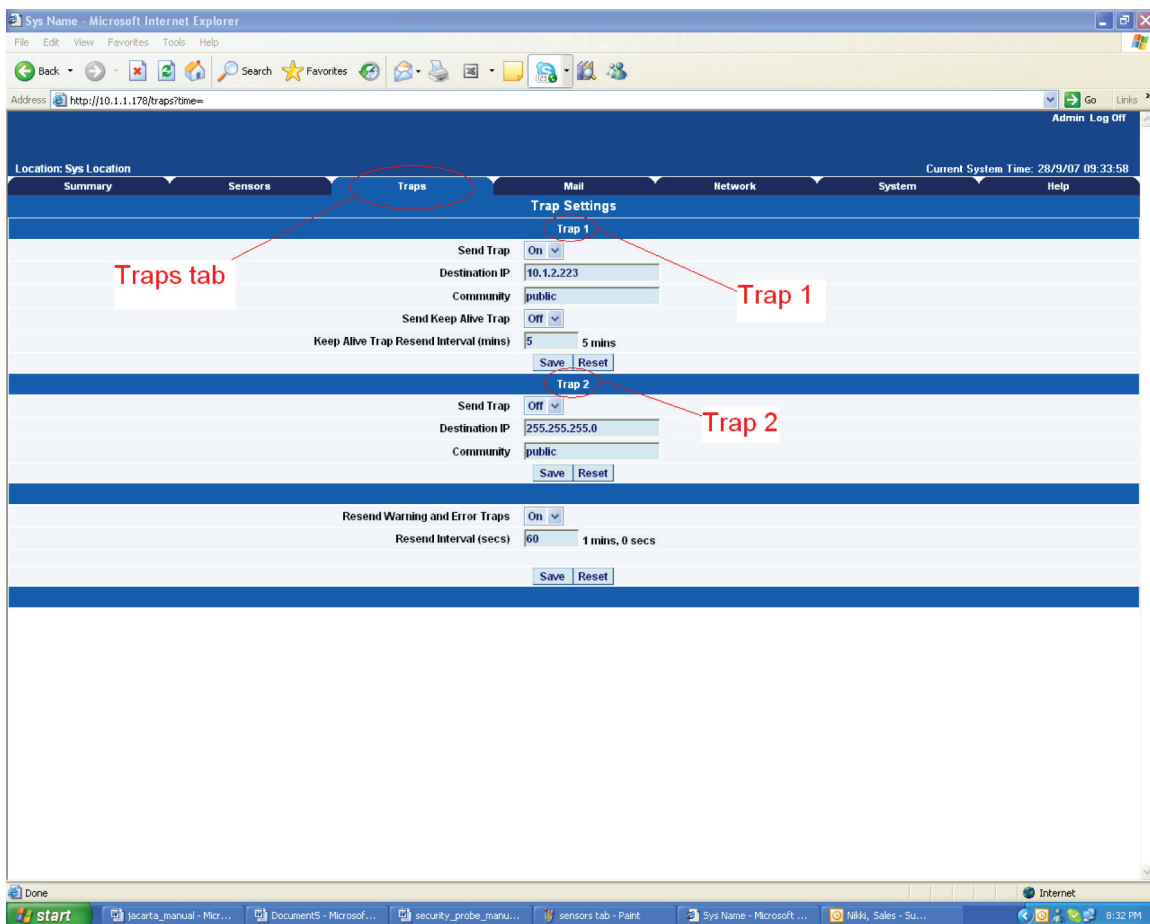 Sys Name - Microsoft Internet Explorer
File Edit View Favorites Tools Help
Back Search Favorites
Address http://10.1.1.178/traps?time= Go Links
Admin Log Off
Location: Sys Location Current System Time: 28/9/07 09:33:58
Summary Sensors Traps Mail Network System Help
Trap Settings
Trap 1
Send Trap On
Destination IP 10.1.2.223
Community public
Send Keep Alive Trap Off
Keep Alive Trap Resend Interval (mins) 5 5 mins
Save Reset
Traps tab
Trap 1
Trap 2
Send Trap Off
Destination IP 255.255.255.0
Community public
Save Reset
Trap 2
Resend Warning and Error Traps On
Resend Interval (secs) 60 1 mins, 0 secs
Save Reset
Done Internet
start jacarta_manual - Micr... Document5 - Microsof... security_probe_manu... sensors tab - Paint Sys Name - Microsoft ... Nikki, Sales - Su... 8:32 PM